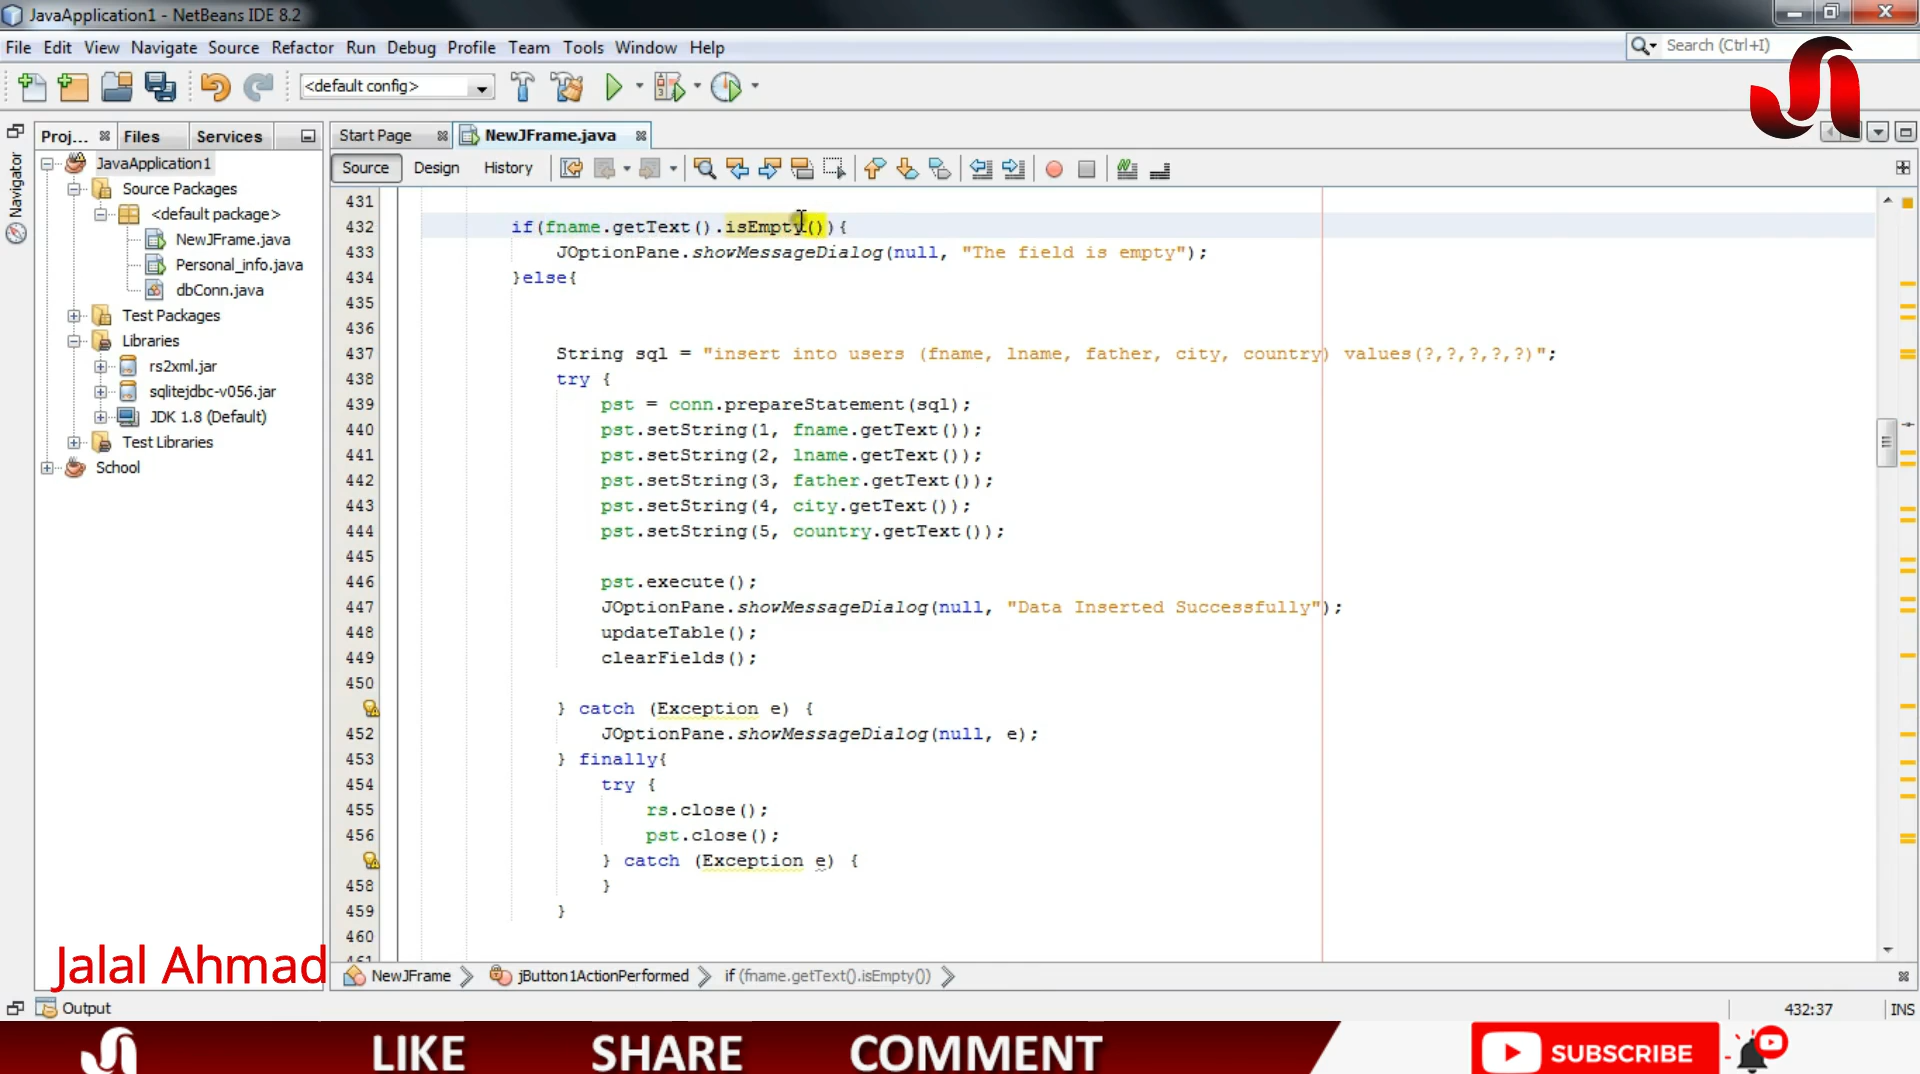 JavaApplication1 - NetBeans IDE 8.2
File Edit View Navigate Source Refactor Run Debug Profile Team Tools Window Help
Search (Ctrl+I)
<default config>
Proj... Files Services
Start Page NewJFrame.java
Source Design History
Navigator
JavaApplication1
Source Packages
<default package>
NewJFrame.java
Personal_info.java
dbConn.java
Test Packages
Libraries
rs2xml.jar
sqlitejdbc-v056.jar
JDK 1.8 (Default)
Test Libraries
School
431
432 if(fname.getText().isEmpty()){
433 JOptionPane.showMessageDialog(null, "The field is empty");
434 }else{
435
436
437 String sql = "insert into users (fname, lname, father, city, country) values(?,?,?,?,?)";
438 try {
439 pst = conn.prepareStatement(sql);
440 pst.setString(1, fname.getText());
441 pst.setString(2, lname.getText());
442 pst.setString(3, father.getText());
443 pst.setString(4, city.getText());
444 pst.setString(5, country.getText());
445
446 pst.execute();
447 JOptionPane.showMessageDialog(null, "Data Inserted Successfully");
448 updateTable();
449 clearFields();
450
} catch (Exception e) {
452 JOptionPane.showMessageDialog(null, e);
453 } finally{
454 try {
455 rs.close();
456 pst.close();
} catch (Exception e) {
458 }
459 }
460
461
Jalal Ahmad
NewJFrame jButton1ActionPerformed if (fname.getText().isEmpty())
Output
432:37 INS
LIKE SHARE COMMENT SUBSCRIBE